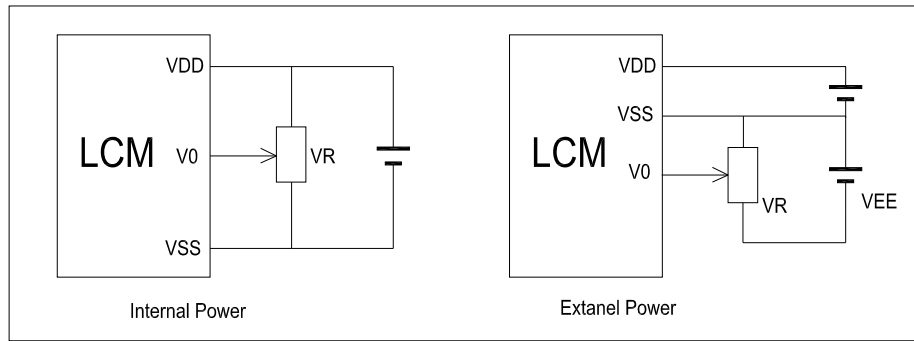 VDD
LCM
V0
VR
VSS
Internal Power
VDD
VSS
LCM
V0
VR
VEE
Extanel Power